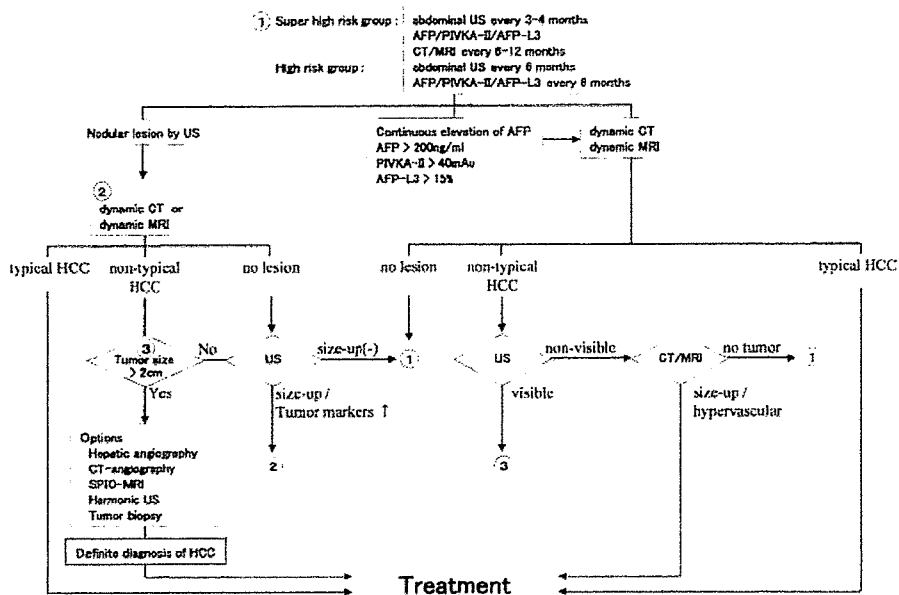 ① Super high risk group : abdominal US every 3-4 months
AFP/PIVKA-II/AFP-L3
CT/MRI every 6-12 months
High risk group : abdominal US every 6 months
AFP/PIVKA-II/AFP-L3 every 6 months
Nodular lesion by US
Continuous elevation of AFP
AFP > 200ng/ml
PIVKA-II > 40mAu
AFP-L3 > 15%
dynamic CT
dynamic MRI
②
dynamic CT or
dynamic MRI
typical HCC
non-typical
HCC
no lesion
no lesion
non-typical
HCC
typical HCC
3
Tumor size
> 2cm
No
US
size-up(-)
1
US
non-visible
CT/MRI
no tumor
1
Yes
size-up /
Tumor markers ↑
visible
size-up /
hypervascular
Options
Hepatic angiography
CT-angiography
SPIO-MRI
Harmonic US
Tumor biopsy
2
3
Definite diagnosis of HCC
Treatment